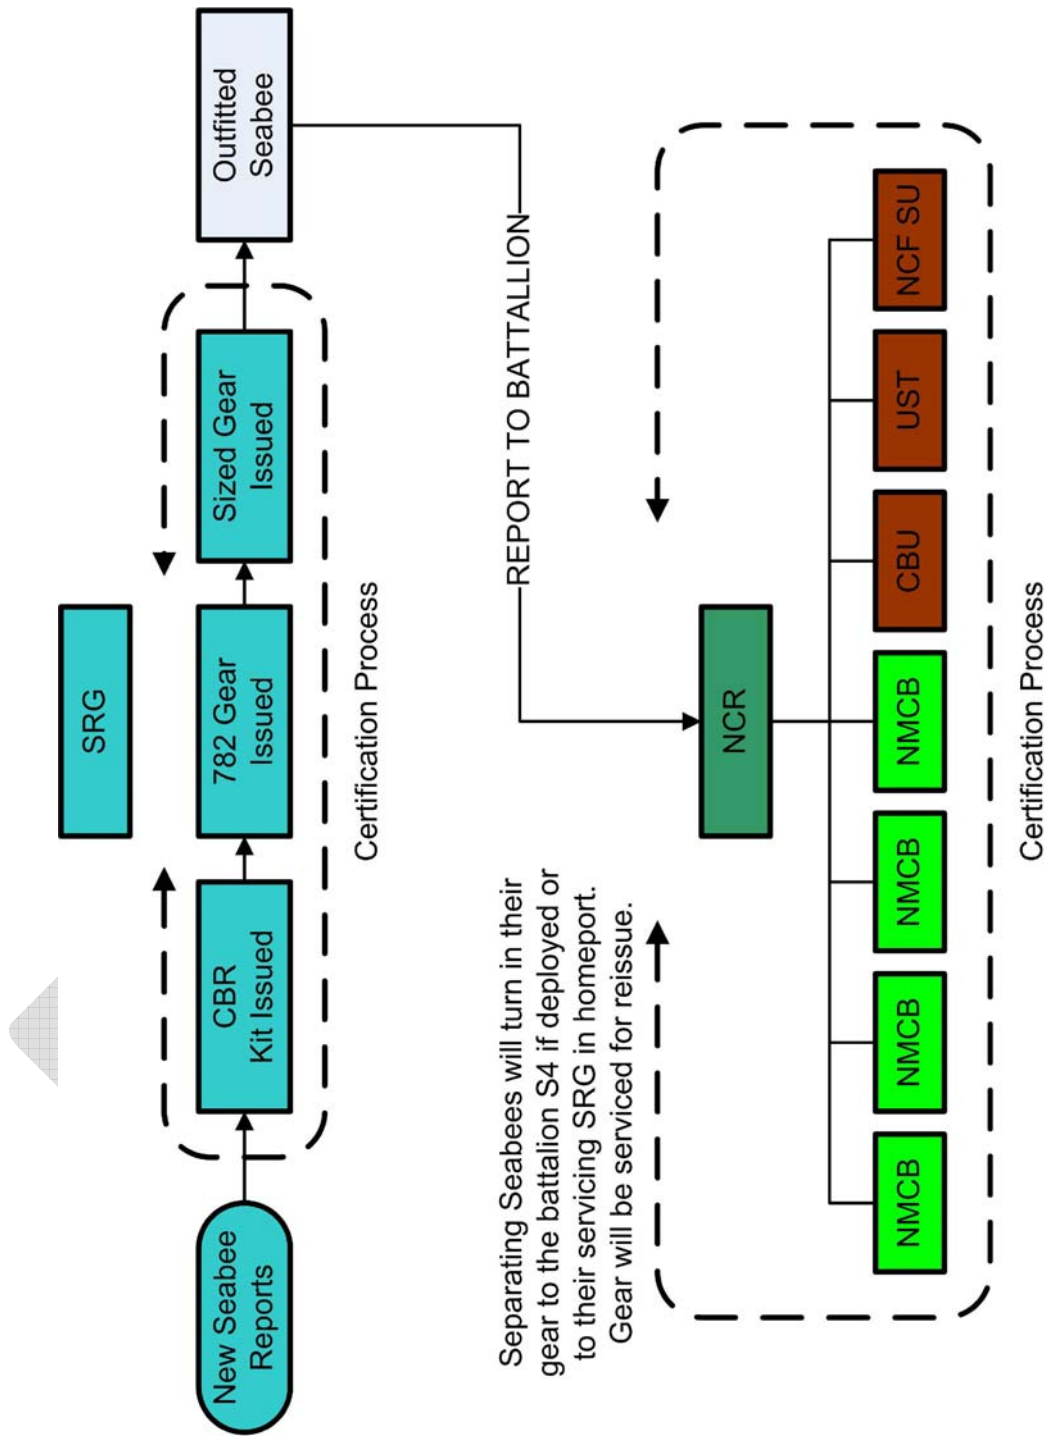 SRG
New Seabee
Reports
CBR
Kit Issued
782 Gear
Issued
Sized Gear
Issued
Outfitted
Seabee
Certification Process
REPORT TO BATTALLION
Separating Seabees will turn in their
gear to the battalion S4 if deployed or
to their servicing SRG in homeport.
Gear will be serviced for reissue.
NCR
NMCB
NMCB
NMCB
NMCB
CBU
UST
NCF SU
Certification Process